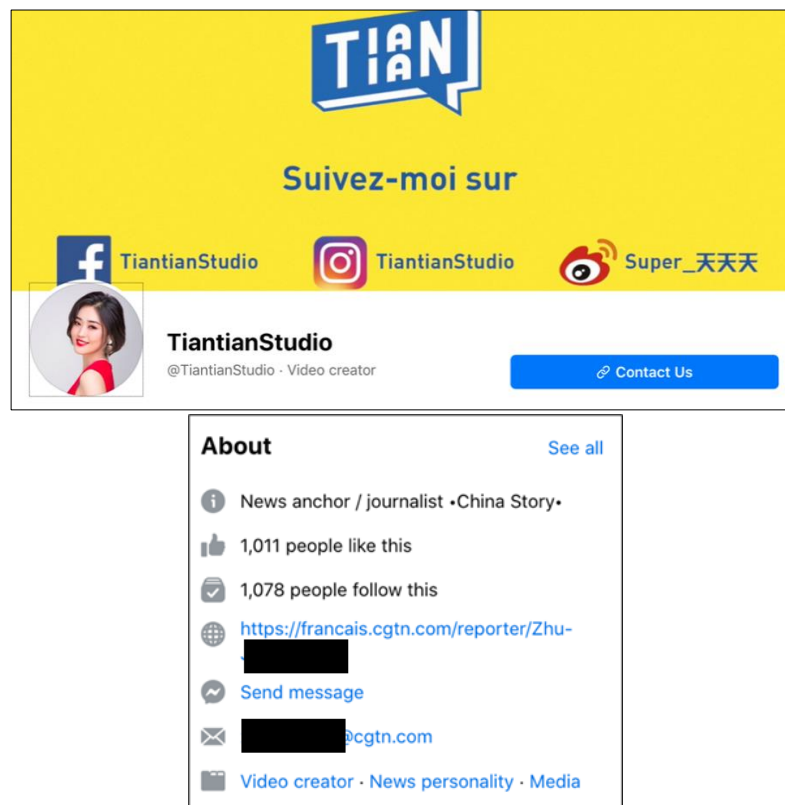 TIAN
TIAN
Suivez-moi sur
TiantianStudio
TiantianStudio
Super_天天天
TiantianStudio
@TiantianStudio · Video creator
Contact Us
About
See all
News anchor / journalist •China Story•
1,011 people like this
1,078 people follow this
https://francais.cgtn.com/reporter/Zhu-
Send message
@cgtn.com
Video creator · News personality · Media